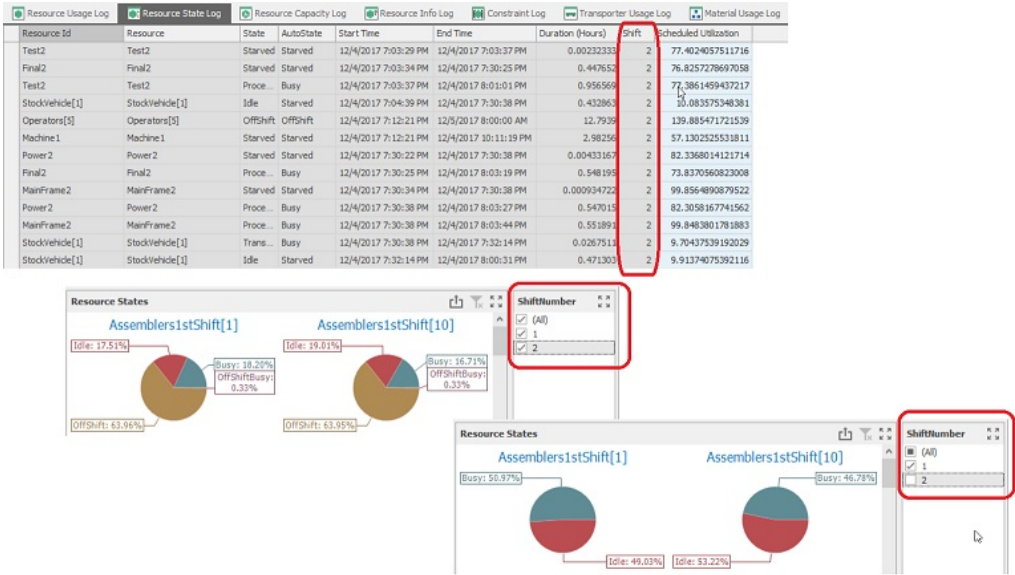 Resource Usage Log Resource State Log Resource Capacity Log Resource Info Log Constraint Log Transporter Usage Log Material Usage Log
Resource Id Resource State AutoState Start Time End Time Duration (Hours) Shift Scheduled Utilization
Test2 Test2 Starved Starved 12/4/2017 7:03:29 PM 12/4/2017 7:03:37 PM 0.00232333 2 77.4024057511716
Final2 Final2 Starved Starved 12/4/2017 7:03:34 PM 12/4/2017 7:30:25 PM 0.447652 2 76.8257278697058
Test2 Test2 Proce... Busy 12/4/2017 7:03:37 PM 12/4/2017 8:01:01 PM 0.956569 2 77.3861459437217
StockVehicle[1] StockVehicle[1] Idle Starved 12/4/2017 7:04:39 PM 12/4/2017 7:30:38 PM 0.432863 2 10.083575348381
Operators[5] Operators[5] OffShift OffShift 12/4/2017 7:12:21 PM 12/5/2017 8:00:00 AM 12.7939 2 139.885471721539
Machine1 Machine1 Starved Starved 12/4/2017 7:12:21 PM 12/4/2017 10:11:19 PM 2.98256 2 57.1302525531811
Power2 Power2 Starved Starved 12/4/2017 7:30:22 PM 12/4/2017 7:30:38 PM 0.00433167 2 82.3368014121714
Final2 Final2 Proce... Busy 12/4/2017 7:30:25 PM 12/4/2017 8:03:19 PM 0.548195 2 73.8370560823008
MainFrame2 MainFrame2 Starved Starved 12/4/2017 7:30:34 PM 12/4/2017 7:30:38 PM 0.000934722 2 99.8564890879522
Power2 Power2 Proce... Busy 12/4/2017 7:30:38 PM 12/4/2017 8:03:27 PM 0.547015 2 82.3058167741562
MainFrame2 MainFrame2 Proce... Busy 12/4/2017 7:30:38 PM 12/4/2017 8:03:44 PM 0.551891 2 99.8483801781883
StockVehicle[1] StockVehicle[1] Trans... Busy 12/4/2017 7:30:38 PM 12/4/2017 7:32:14 PM 0.0267511 2 9.70437539192029
StockVehicle[1] StockVehicle[1] Idle Starved 12/4/2017 7:32:14 PM 12/4/2017 8:00:31 PM 0.471303 2 9.91374075392116
Resource States ShiftNumber
Assemblers1stShift[1] Assemblers1stShift[10] (All)
1
2
Idle: 17.51% Idle: 19.01%
Busy: 18.20% Busy: 16.71%
OffShiftBusy: OffShiftBusy:
0.33% 0.33%
OffShift: 63.96% OffShift: 63.95%
Resource States ShiftNumber
Assemblers1stShift[1] Assemblers1stShift[10] (All)
1
Busy: 50.97% Busy: 46.78% 2
Idle: 49.03% Idle: 53.22%